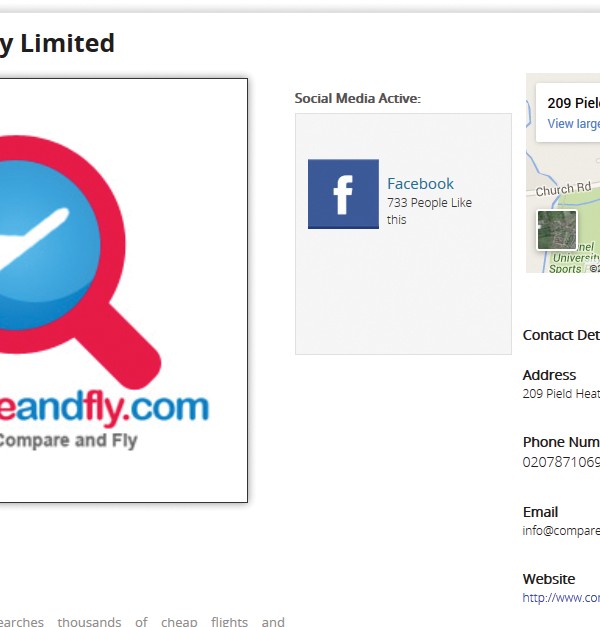 y Limited
Social Media Active:
Facebook
733 People Like
this
209 Piel
View large
Church Rd
nel
University
Sports
©2
eandfly.com
Compare and Fly
Contact Det
Address
209 Pield Heat
Phone Num
0207871069
Email
info@compare
Website
http://www.co
earches thousands of cheap flights and